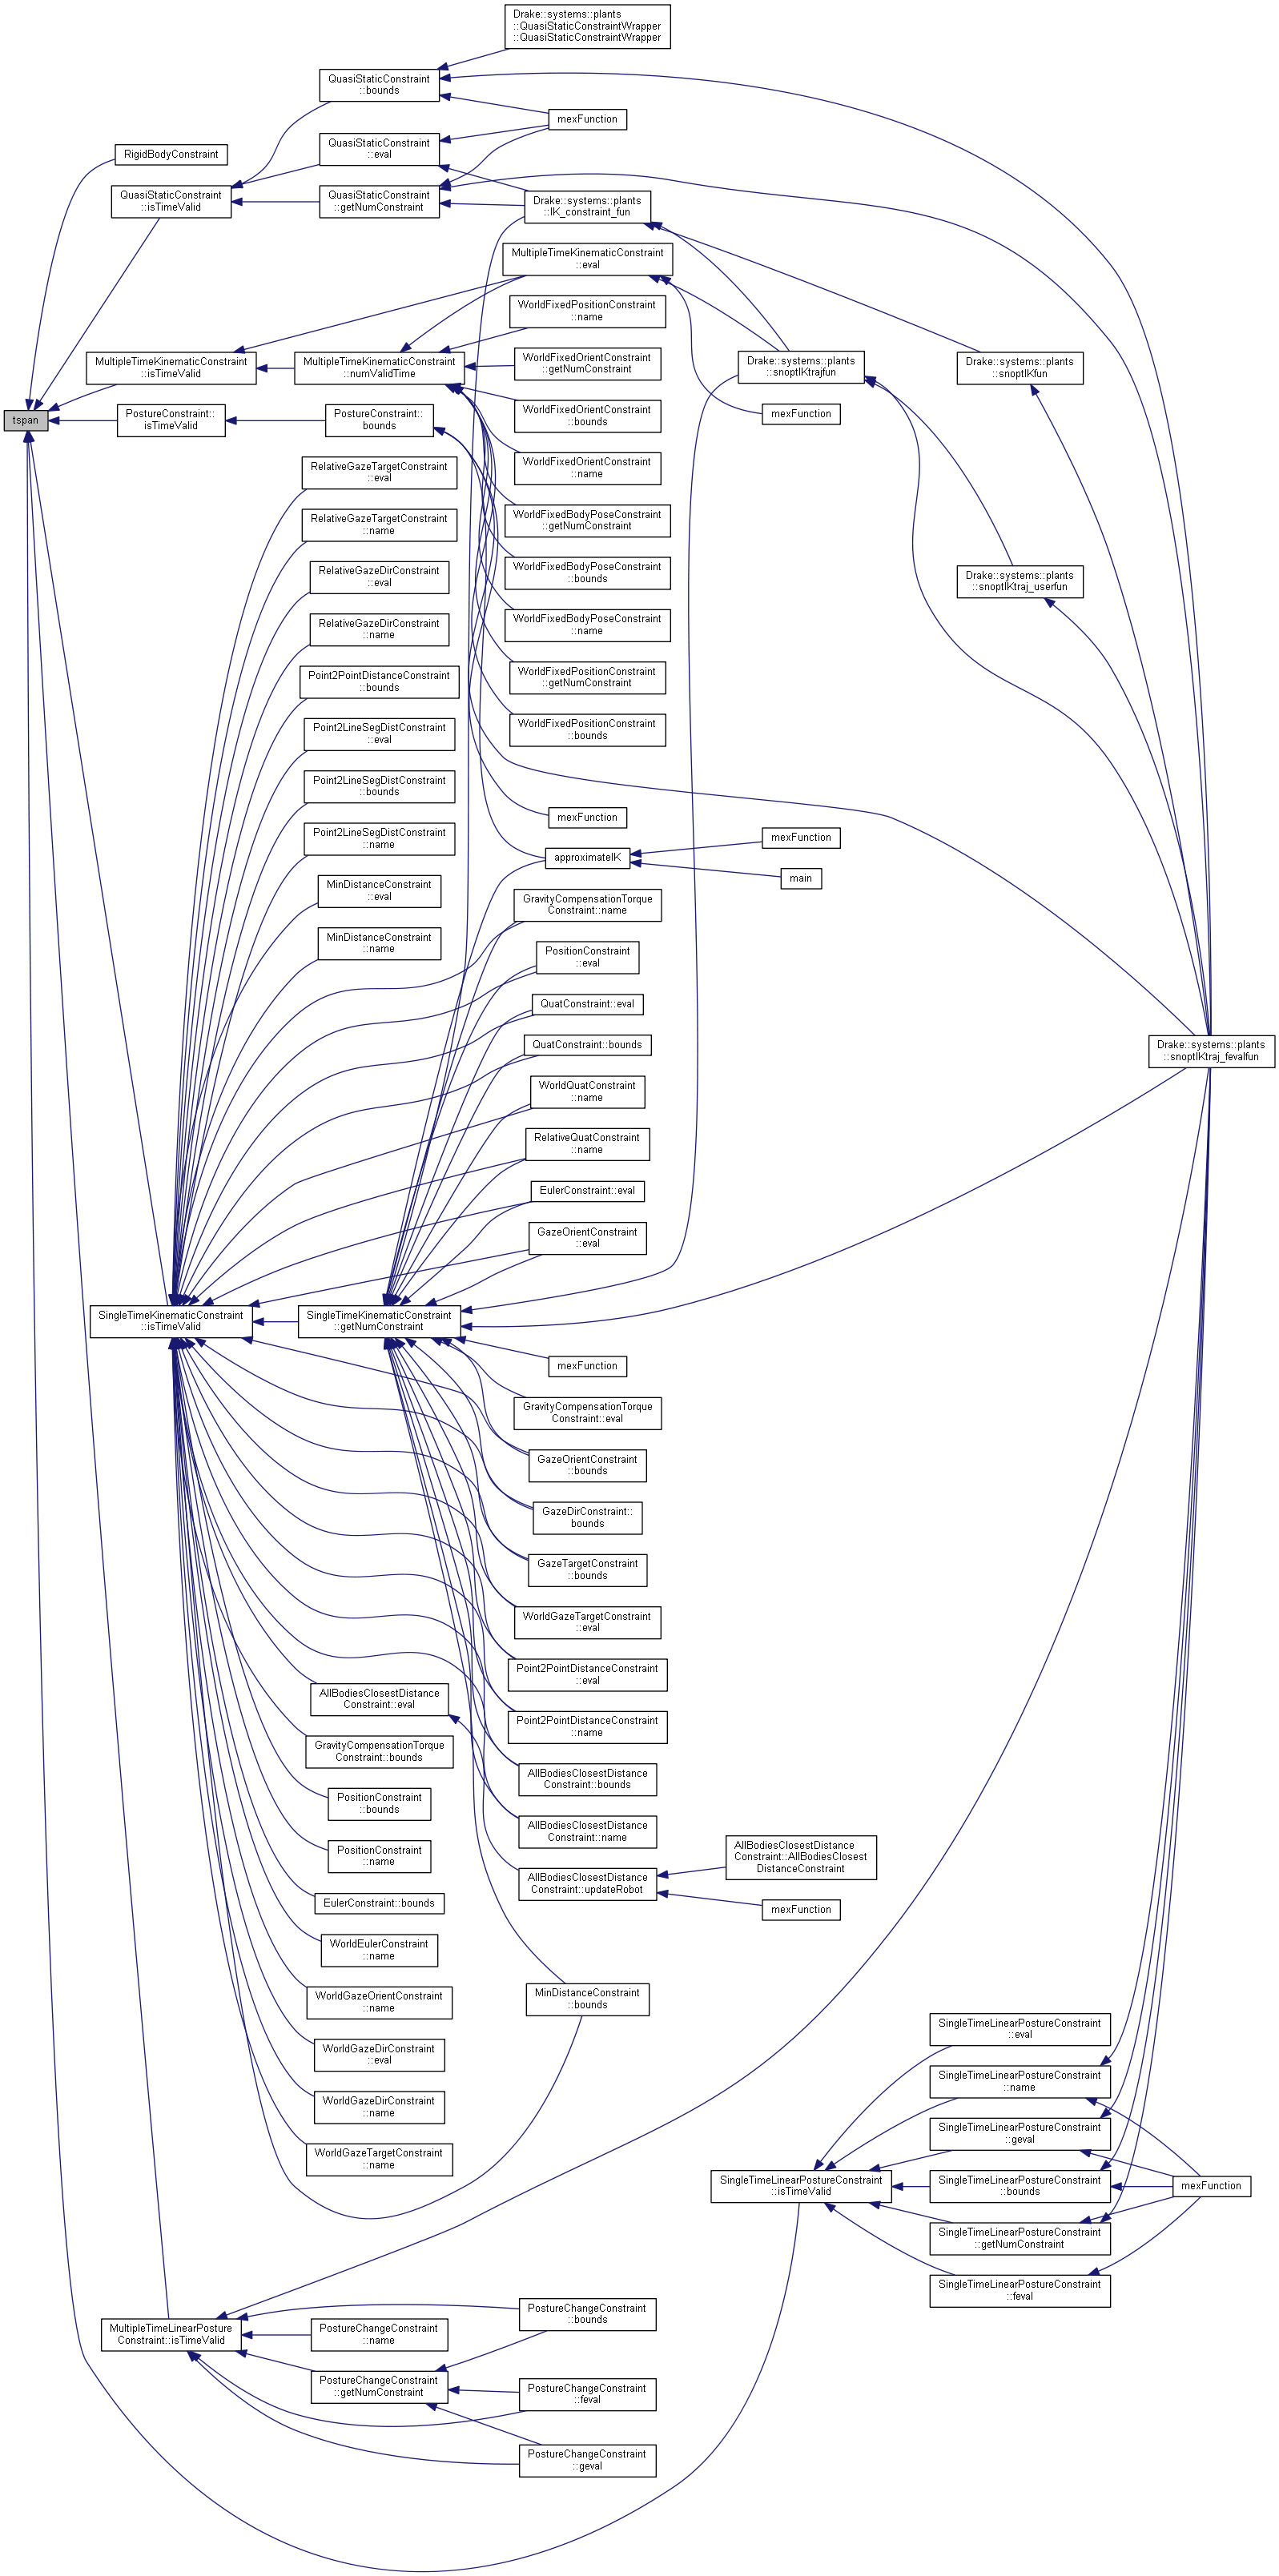 Drake::systems::plants
::QuasiStaticConstraintWrapper
::QuasiStaticConstraintWrapper
QuasiStaticConstraint
::bounds
mexFunction
QuasiStaticConstraint
::eval
RigidBodyConstraint
QuasiStaticConstraint
::isTimeValid
QuasiStaticConstraint
::getNumConstraint
Drake::systems::plants
::IK_constraint_fun
MultipleTimeKinematicConstraint
::eval
WorldFixedPositionConstraint
::name
MultipleTimeKinematicConstraint
::isTimeValid
MultipleTimeKinematicConstraint
::numValidTime
WorldFixedOrientConstraint
::getNumConstraint
Drake::systems::plants
::snoptIKtrajfun
Drake::systems::plants
::snoptIKfun
tspan
PostureConstraint::
isTimeValid
PostureConstraint::
bounds
WorldFixedOrientConstraint
::bounds
mexFunction
RelativeGazeTargetConstraint
::eval
WorldFixedOrientConstraint
::name
RelativeGazeTargetConstraint
::name
WorldFixedBodyPoseConstraint
::getNumConstraint
RelativeGazeDirConstraint
::eval
WorldFixedBodyPoseConstraint
::bounds
Drake::systems::plants
::snoptIKtraj_userfun
RelativeGazeDirConstraint
::name
WorldFixedBodyPoseConstraint
::name
Point2PointDistanceConstraint
::bounds
WorldFixedPositionConstraint
::getNumConstraint
Point2LineSegDistConstraint
::eval
WorldFixedPositionConstraint
::bounds
Point2LineSegDistConstraint
::bounds
mexFunction
Point2LineSegDistConstraint
::name
approximateIK
mexFunction
main
MinDistanceConstraint
::eval
GravityCompensationTorque
Constraint::name
MinDistanceConstraint
::name
PositionConstraint
::eval
QuatConstraint::eval
QuatConstraint::bounds
Drake::systems::plants
::snoptIKtraj_fevalfun
WorldQuatConstraint
::name
RelativeQuatConstraint
::name
EulerConstraint::eval
GazeOrientConstraint
::eval
SingleTimeKinematicConstraint
::isTimeValid
SingleTimeKinematicConstraint
::getNumConstraint
mexFunction
GravityCompensationTorque
Constraint::eval
GazeOrientConstraint
::bounds
GazeDirConstraint::
bounds
GazeTargetConstraint
::bounds
WorldGazeTargetConstraint
::eval
Point2PointDistanceConstraint
::eval
AllBodiesClosestDistance
Constraint::eval
Point2PointDistanceConstraint
::name
GravityCompensationTorque
Constraint::bounds
AllBodiesClosestDistance
Constraint::bounds
PositionConstraint
::bounds
AllBodiesClosestDistance
Constraint::name
PositionConstraint
::name
AllBodiesClosestDistance
Constraint::updateRobot
AllBodiesClosestDistance
Constraint::AllBodiesClosest
DistanceConstraint
mexFunction
EulerConstraint::bounds
WorldEulerConstraint
::name
WorldGazeOrientConstraint
::name
MinDistanceConstraint
::bounds
WorldGazeDirConstraint
::eval
SingleTimeLinearPostureConstraint
::eval
WorldGazeDirConstraint
::name
SingleTimeLinearPostureConstraint
::name
WorldGazeTargetConstraint
::name
SingleTimeLinearPostureConstraint
::geval
SingleTimeLinearPostureConstraint
::isTimeValid
SingleTimeLinearPostureConstraint
::bounds
mexFunction
SingleTimeLinearPostureConstraint
::getNumConstraint
SingleTimeLinearPostureConstraint
::feval
MultipleTimeLinearPosture
Constraint::isTimeValid
PostureChangeConstraint
::bounds
PostureChangeConstraint
::name
PostureChangeConstraint
::getNumConstraint
PostureChangeConstraint
::feval
PostureChangeConstraint
::geval